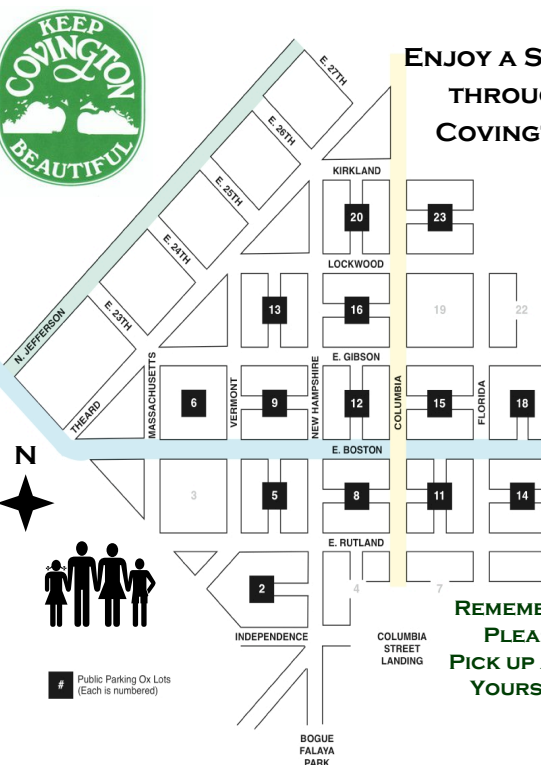 KEEP
COVINGTON
BEAUTIFUL
ENJOY A S
THROUG
COVING
E. 27TH
E. 26TH
E. 25TH
E. 24TH
E. 23TH
N. JEFFERSON
THEARD
KIRKLAND
20
23
LOCKWOOD
13
16
19
22
MASSACHUSETTS
VERMONT
NEW HAMPSHIRE
E. GIBSON
COLUMBIA
FLORIDA
6
9
12
15
18
E. BOSTON
N
3
5
8
11
14
E. RUTLAND
2
4
7
INDEPENDENCE
COLUMBIA
STREET
LANDING
REMEMBE
PLEA
PICK UP
YOURS
# Public Parking Ox Lots
(Each is numbered)
BOGUE
FALAYA
PARK